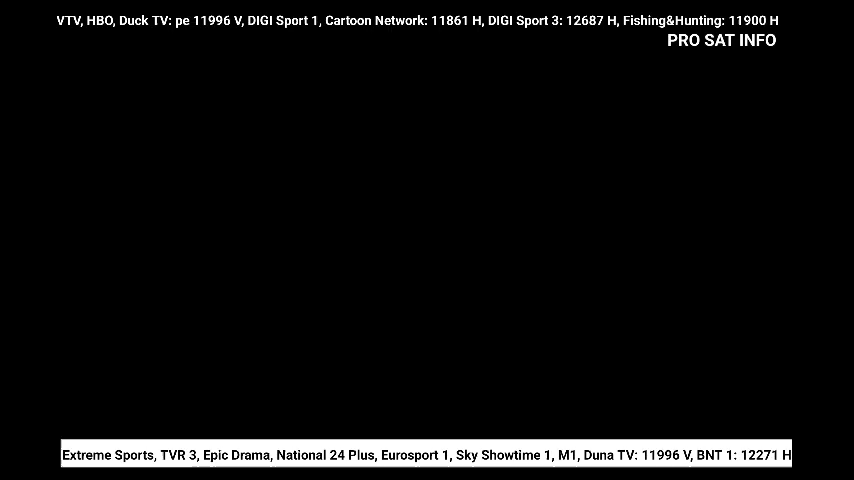 VTV, HBO, Duck TV: pe 11996 V, DIGI Sport 1, Cartoon Network: 11861 H, DIGI Sport 3: 12687 H, Fishing&Hunting: 11900 H
PRO SAT INFO
Extreme Sports, TVR 3, Epic Drama, National 24 Plus, Eurosport 1, Sky Showtime 1, M1, Duna TV: 11996 V, BNT 1: 12271 H